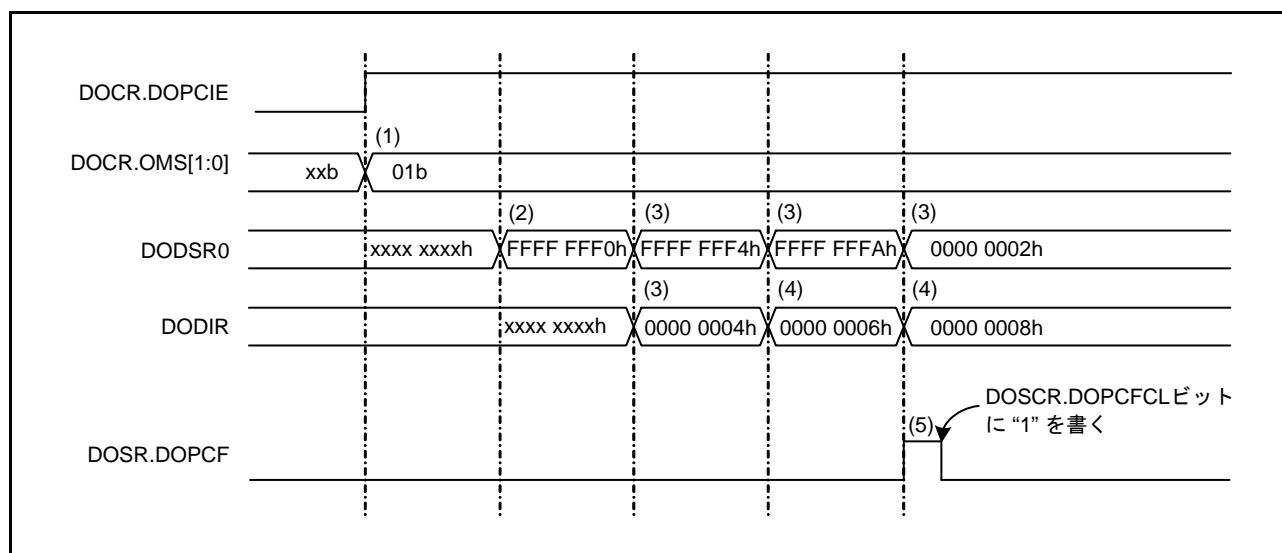 DOCR.DOPCIE
(1)
DOCR.OMS[1:0] xxb 01b
(2) (3) (3) (3)
DODSR0 xxxx xxxxh FFFF FFF0h FFFF FFF4h FFFF FFFAh 0000 0002h
(3) (4) (4)
DODIR xxxx xxxxh 0000 0004h 0000 0006h 0000 0008h
DOSCR.DOPCFCLビット
に “1” を書く
(5)
DOSR.DOPCF